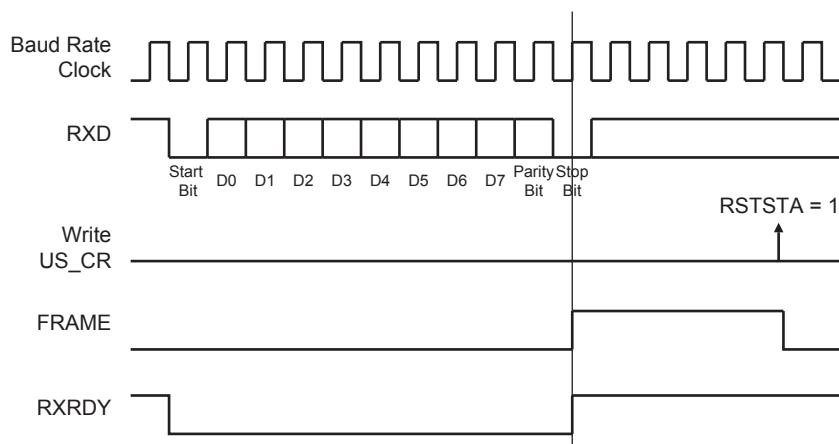 Baud Rate
Clock
RXD
Start
Bit
D0
D1
D2
D3
D4
D5
D6
D7
Parity
Bit
Stop
Bit
RSTSTA = 1
Write
US_CR
FRAME
RXRDY